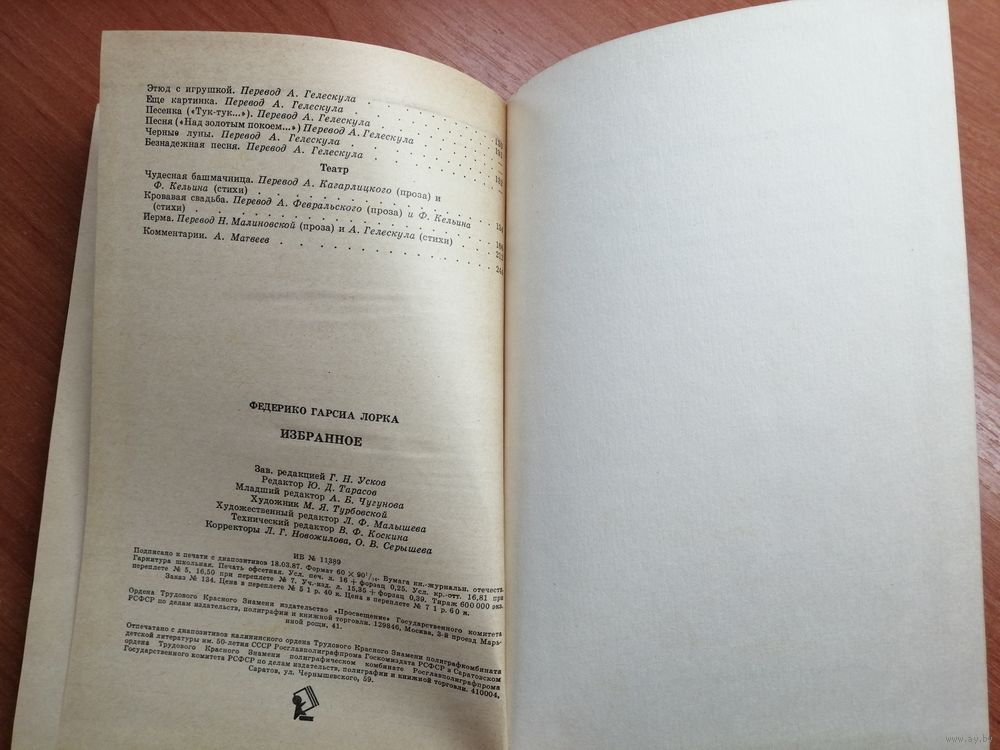 Этюд с игрушкой. Перевод А. Гелескула . . . . . .
Еще картинка. Перевод А. Гелескула . . . . . .
Песенка («Тук-тук...»). Перевод А. Гелескула . . . . . .
Песня («Над золотым покоем...») Перевод А. Гелескула . . . .
Черные луны. Перевод А. Гелескула . . . . . .
Безнадежная песня. Перевод А. Гелескула . . . . . .
Театр
Чудесная башмачница. Перевод А. Кагарлицкого (проза) и
Ф. Кельина (стихи) . . . . . .
Кровавая свадьба. Перевод А. Февральского (проза) и Ф. Кельина
(стихи) . . . . . .
Йерма. Перевод Н. Малиновской (проза) и А. Гелескула (стихи) . .
Комментарии. А. Матвеев . . . . . .
ФЕДЕРИКО ГАРСИА ЛОРКА
ИЗБРАННОЕ
Зав. редакцией Г. Н. Усков
Редактор Ю. Д. Тарасов
Младший редактор А. Б. Чугунова
Художник М. Я. Турбовской
Художественный редактор Л. Ф. Малышева
Технический редактор В. Ф. Коскина
Корректоры Л. Г. Новожилова, О. В. Серышева
ИБ № 11389
Подписано к печати с диапозитивов 18.03.87. Формат 60 × 90¹/₁₆. Бумага кн.-журнальн. отечеств.
Гарнитура школьная. Печать офсетная. Усл. печ. л. 16 + форзац 0,25. Усл. кр.-отт. 16,81 при
переплете № 5, 16,50 при переплете № 7. Уч.-изд. л. 15,35 + форзац 0,39. Тираж 600 000 экз.
Заказ № 134. Цена в переплете № 5 1 р. 40 к. Цена в переплете № 7 1 р. 60 к.
Ордена Трудового Красного Знамени издательство «Просвещение» Государственного комитета
РСФСР по делам издательств, полиграфии и книжной торговли. 129846, Москва, 3-й проезд Марь-
иной рощи, 41.
Отпечатано с диапозитивов калининского ордена Трудового Красного Знамени полиграфкомбината
детской литературы им. 50-летия СССР Росглавполиграфпрома Госкомиздата РСФСР в Саратовском
ордена Трудового Красного Знамени полиграфическом комбинате Росглавполиграфпрома
Государственного комитета РСФСР по делам издательств, полиграфии и книжной торговли. 410004,
Саратов, ул. Чернышевского, 59.
www.ay.by